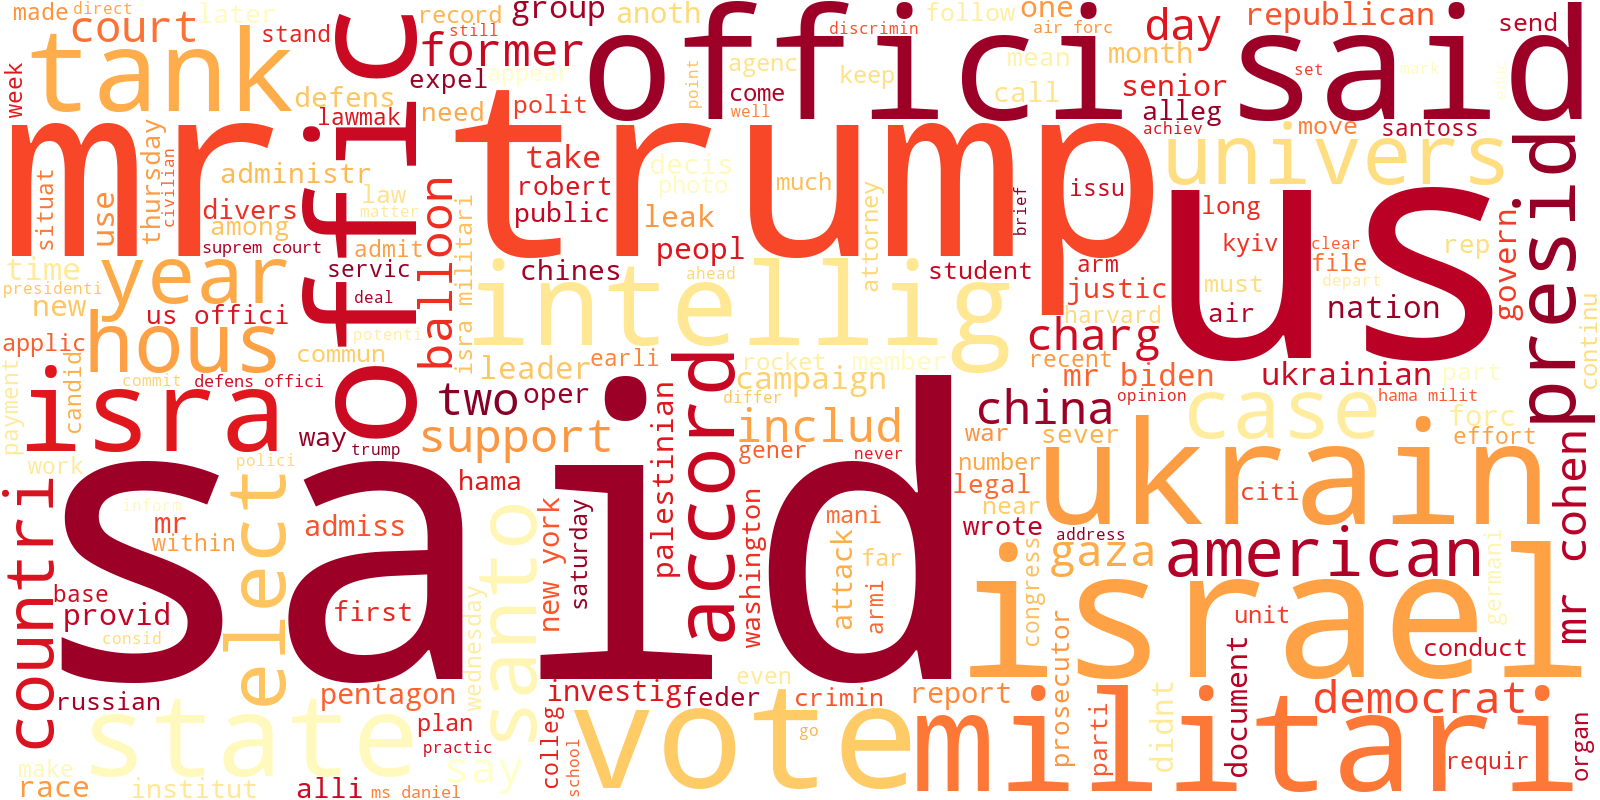 made
direct
later
court
stand
tank
week
offic
former
record
still
expel
appear
group
anoth
offici
discrimin
follow
one
air forc
day
republican
send
said
month
mean
agenc
keep
call
senior
alleg
set
mark
educ
defens
lawmak
need
polit
point
come
well
achiev
move
santoss
mr
trump
us
univers
presid
thursday
civilian
situat
use
administr
law
matter
divers
among
suprem court
admit
servic
deal
potenti
balloon
isra militari
take
robert
public
decis
photo
leak
peopl
much
attorney
issu
brief
long
kyiv
clear
file
rep
govern
time
presidenti
new
year
us offici
hous
applic
commun
chines
intellig
ahead
student
arm
justic
harvard
must
air
depart
nation
continu
charg
candid
payment
commit
defens offici
isra
leader
earli
rocket
member
recent
mr biden
ukrainian
part
two
oper
accord
palestinian
campaign
differ
china
opinion
hama milit
case
forc
effort
way
trump
support
includ
gener
never
war
sever
ukrain
work
polici
elect
hama
number
legal
citi
mr cohen
countri
inform
mr
within
admiss
santo
new york
saturday
washington
mani
attack
far
armi
near
wrote
address
gaza
american
congress
said
base
provid
consid
first
wednesday
israel
unit
germani
conduct
prosecutor
russian
pentagon
investig
feder
even
crimin
report
democrat
state
plan
practic
say
colleg
school
vote
go
militari
parti
didnt
document
requir
organ
make
race
institut
alli
ms daniel